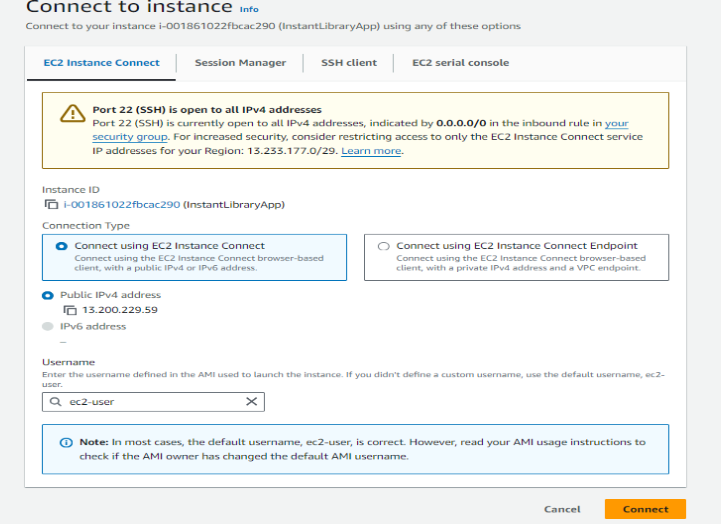 Connect to instance Info
Connect to your instance i-001861022fbcac290 (InstantLibraryApp) using any of these options
EC2 Instance Connect
Session Manager
SSH client
EC2 serial console
Port 22 (SSH) is open to all IPv4 addresses
Port 22 (SSH) is currently open to all IPv4 addresses, indicated by 0.0.0.0/0 in the inbound rule in your
security group. For increased security, consider restricting access to only the EC2 Instance Connect service
IP addresses for your Region: 13.233.177.0/29. Learn more.
Instance ID
i-001861022fbcac290 (InstantLibraryApp)
Connection Type
Connect using EC2 Instance Connect
Connect using the EC2 Instance Connect browser-based
client, with a public IPv4 or IPv6 address.
Connect using EC2 Instance Connect Endpoint
Connect using the EC2 Instance Connect browser-based
client, with a private IPv4 address and a VPC endpoint.
Public IPv4 address
13.200.229.59
IPv6 address
–
Username
Enter the username defined in the AMI used to launch the instance. If you didn't define a custom username, use the default username, ec2-
user.
ec2-user
Note: In most cases, the default username, ec2-user, is correct. However, read your AMI usage instructions to
check if the AMI owner has changed the default AMI username.
Cancel
Connect